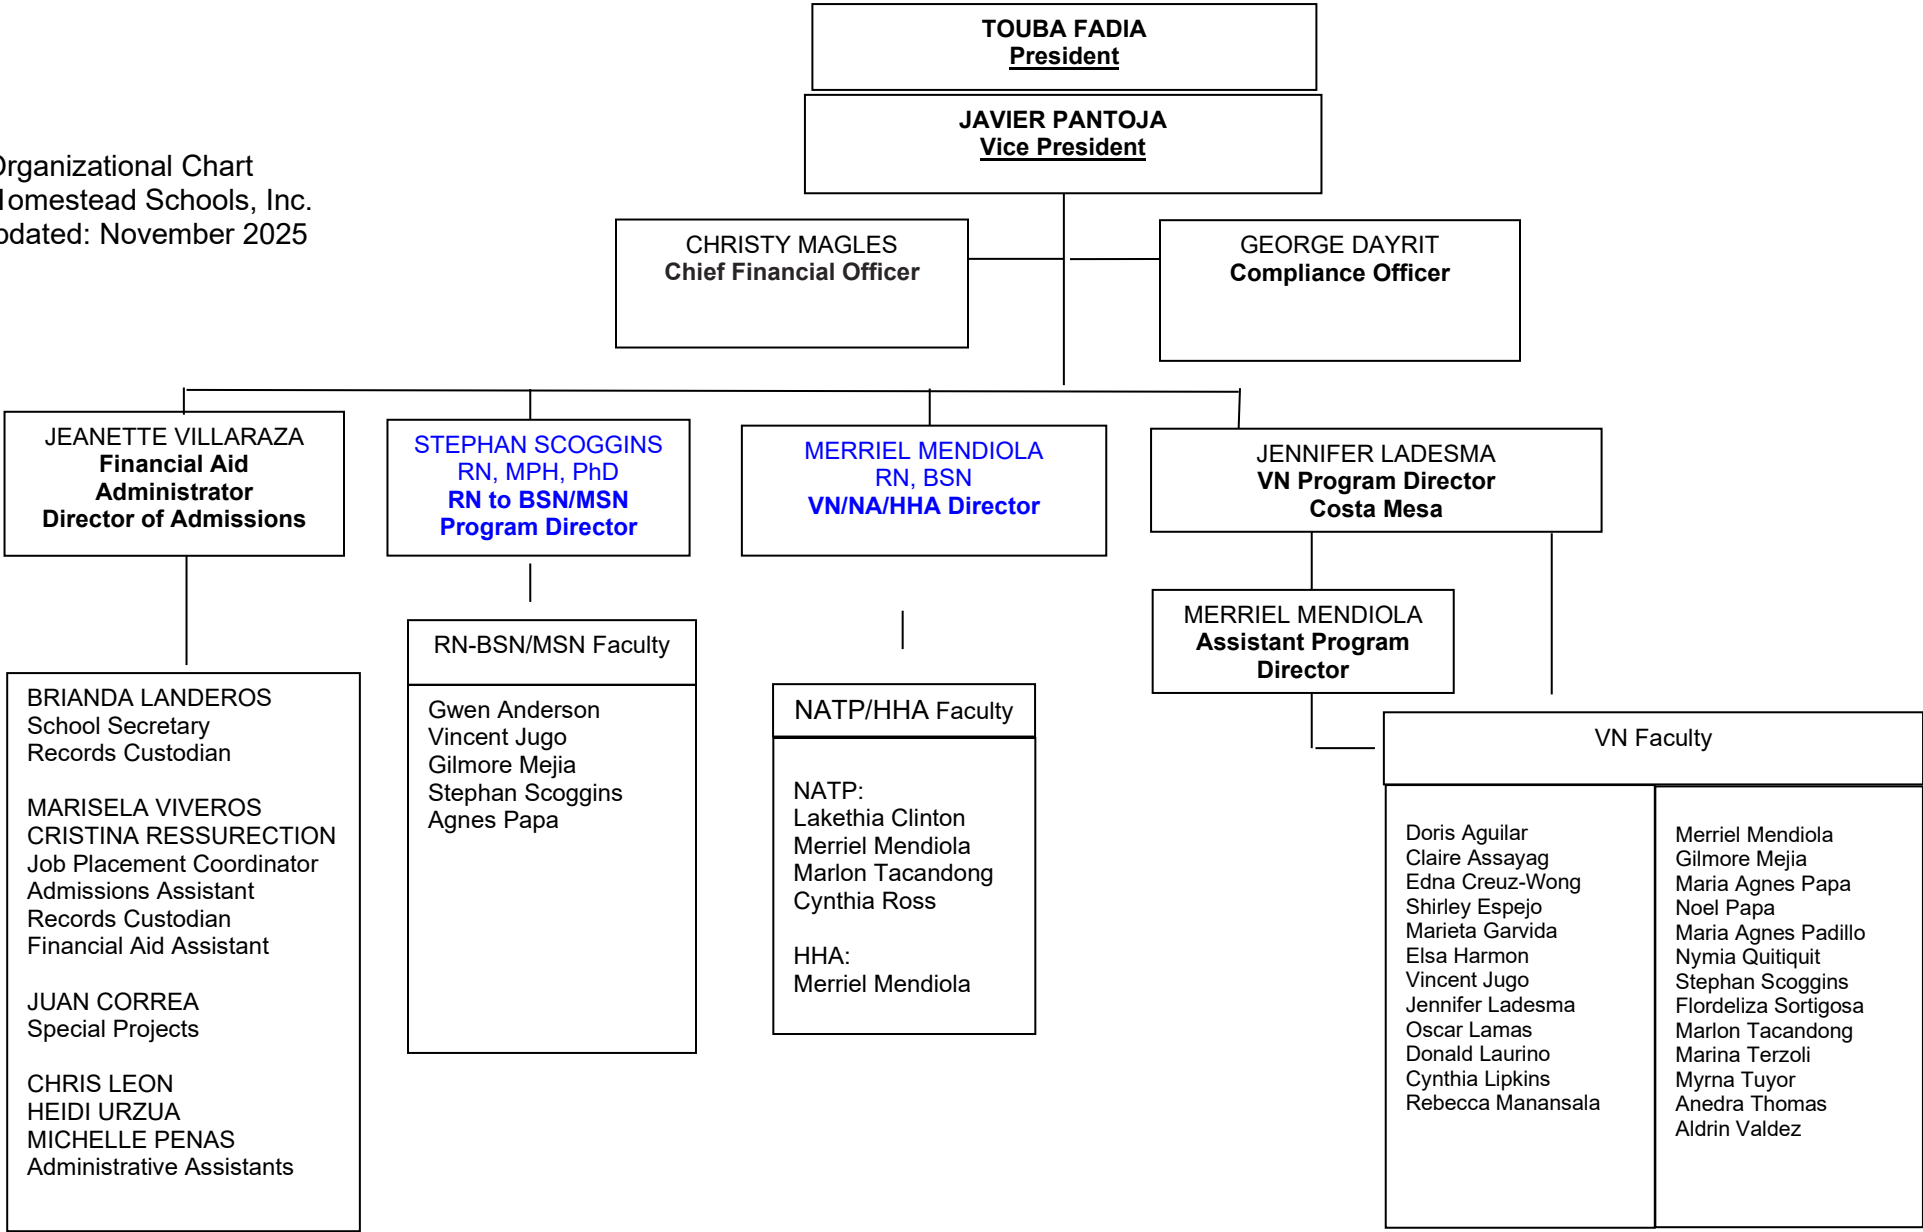 TOUBA FADIA
President
JAVIER PANTOJA
Vice President
Organizational Chart
Homestead Schools, Inc.
Updated: November 2025
CHRISTY MAGLES
Chief Financial Officer
GEORGE DAYRIT
Compliance Officer
JEANETTE VILLARAZA
Financial Aid
Administrator
Director of Admissions
STEPHAN SCOGGINS
RN, MPH, PhD
RN to BSN/MSN
Program Director
MERRIEL MENDIOLA
RN, BSN
VN/NA/HHA Director
JENNIFER LADESMA
VN Program Director
Costa Mesa
MERRIEL MENDIOLA
Assistant Program
Director
BRIANDA LANDEROS
School Secretary
Records Custodian
MARISELA VIVEROS
CRISTINA RESSURECTION
Job Placement Coordinator
Admissions Assistant
Records Custodian
Financial Aid Assistant
JUAN CORREA
Special Projects
CHRIS LEON
HEIDI URZUA
MICHELLE PENAS
Administrative Assistants
RN-BSN/MSN Faculty
Gwen Anderson
Vincent Jugo
Gilmore Mejia
Stephan Scoggins
Agnes Papa
NATP/HHA Faculty
NATP:
Lakethia Clinton
Merriel Mendiola
Marlon Tacandong
Cynthia Ross
HHA:
Merriel Mendiola
VN Faculty
Doris Aguilar
Claire Assayag
Edna Creuz-Wong
Shirley Espejo
Marieta Garvida
Elsa Harmon
Vincent Jugo
Jennifer Ladesma
Oscar Lamas
Donald Laurino
Cynthia Lipkins
Rebecca Manansala
Merriel Mendiola
Gilmore Mejia
Maria Agnes Papa
Noel Papa
Maria Agnes Padillo
Nymia Quitiquit
Stephan Scoggins
Flordeliza Sortigosa
Marlon Tacandong
Marina Terzoli
Myrna Tuyor
Anedra Thomas
Aldrin Valdez